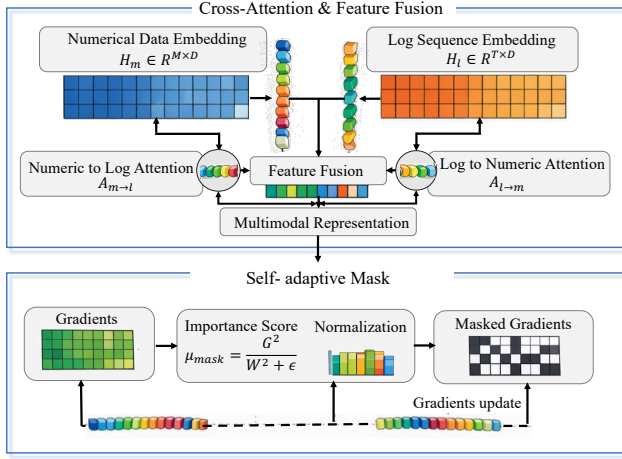 Cross-Attention & Feature Fusion
Numerical Data Embedding
H_m ∈ R^{M×D}
Log Sequence Embedding
H_l ∈ R^{T×D}
Numeric to Log Attention
A_{m→l}
Feature Fusion
Log to Numeric Attention
A_{l→m}
Multimodal Representation
Self- adaptive Mask
Gradients
Importance Score
μ_{mask} = G^2 / (W^2 + ϵ)
Normalization
Masked Gradients
Gradients update